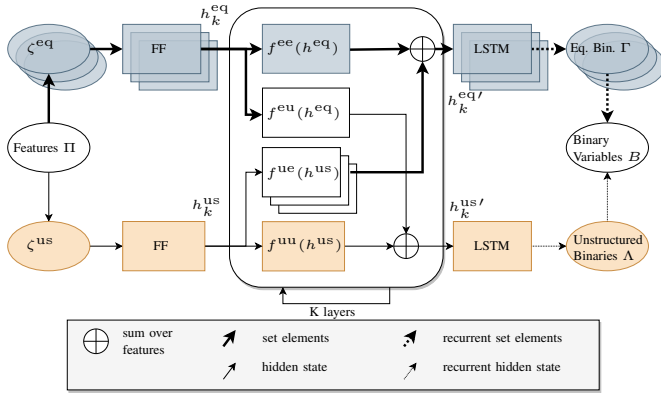 h_k^eq
ζ^eq
FF
f^ee(h^eq)
LSTM
Eq. Bin. Γ
h_k^eq′
f^eu(h^eq)
Features Π
Binary
Variables B
f^ue(h^us)
h_k^us
h_k^us′
ζ^us
FF
f^uu(h^us)
LSTM
Unstructured
Binaries Λ
K layers
sum over
features
set elements
recurrent set elements
hidden state
recurrent hidden state